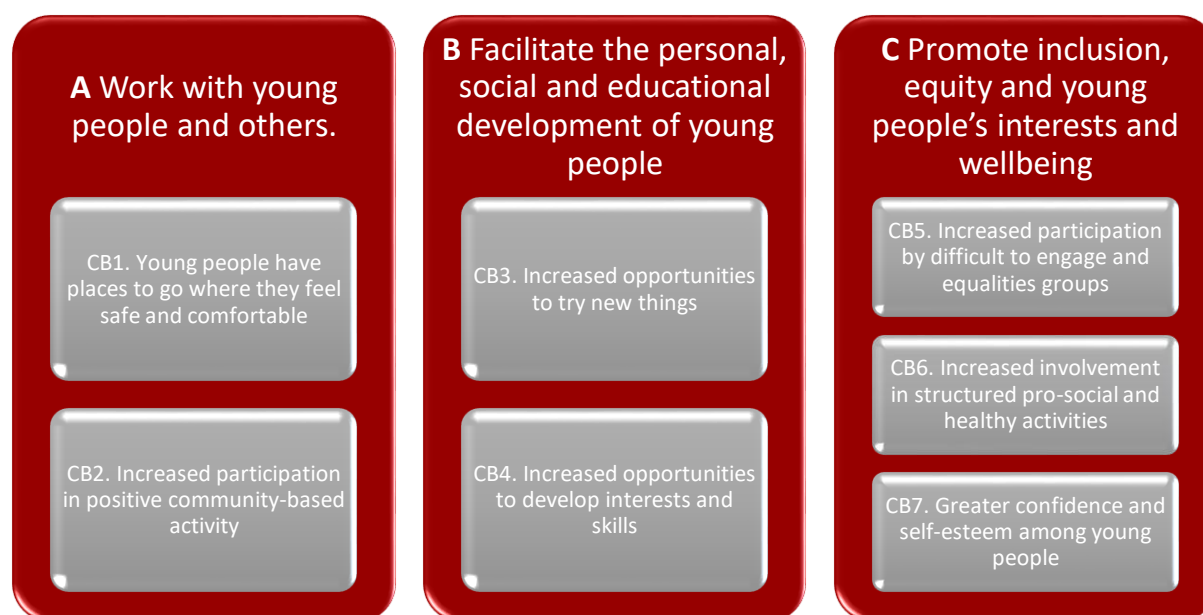 A Work with young
people and others.
CB1. Young people have
places to go where they feel
safe and comfortable
CB2. Increased participation
in positive community-based
activity
B Facilitate the personal,
social and educational
development of young
people
CB3. Increased opportunities
to try new things
CB4. Increased opportunities
to develop interests and
skills
C Promote inclusion,
equity and young
people’s interests and
wellbeing
CB5. Increased participation
by difficult to engage and
equalities groups
CB6. Increased involvement
in structured pro-social and
healthy activities
CB7. Greater confidence and
self-esteem among young
people